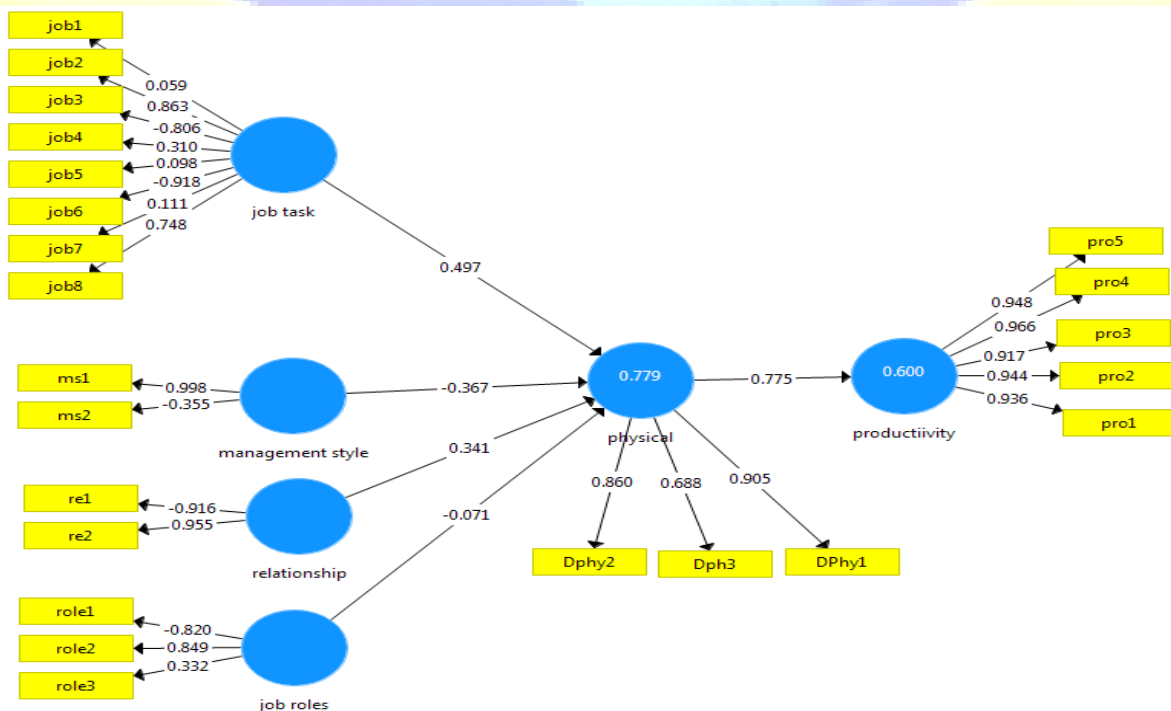 job1
job2
job3
job4
job5
job6
job7
job8
0.059
0.863
-0.806
0.310
0.098
-0.918
0.111
0.748
job task
0.497
ms1
ms2
0.998
-0.355
management style
-0.367
re1
re2
-0.916
0.955
relationship
0.341
role1
role2
role3
-0.820
0.849
0.332
job roles
-0.071
0.779
physical
0.860
0.688
0.905
Dphy2
Dph3
DPhy1
0.775
0.600
productiivity
0.948
0.966
0.917
0.944
0.936
pro5
pro4
pro3
pro2
pro1